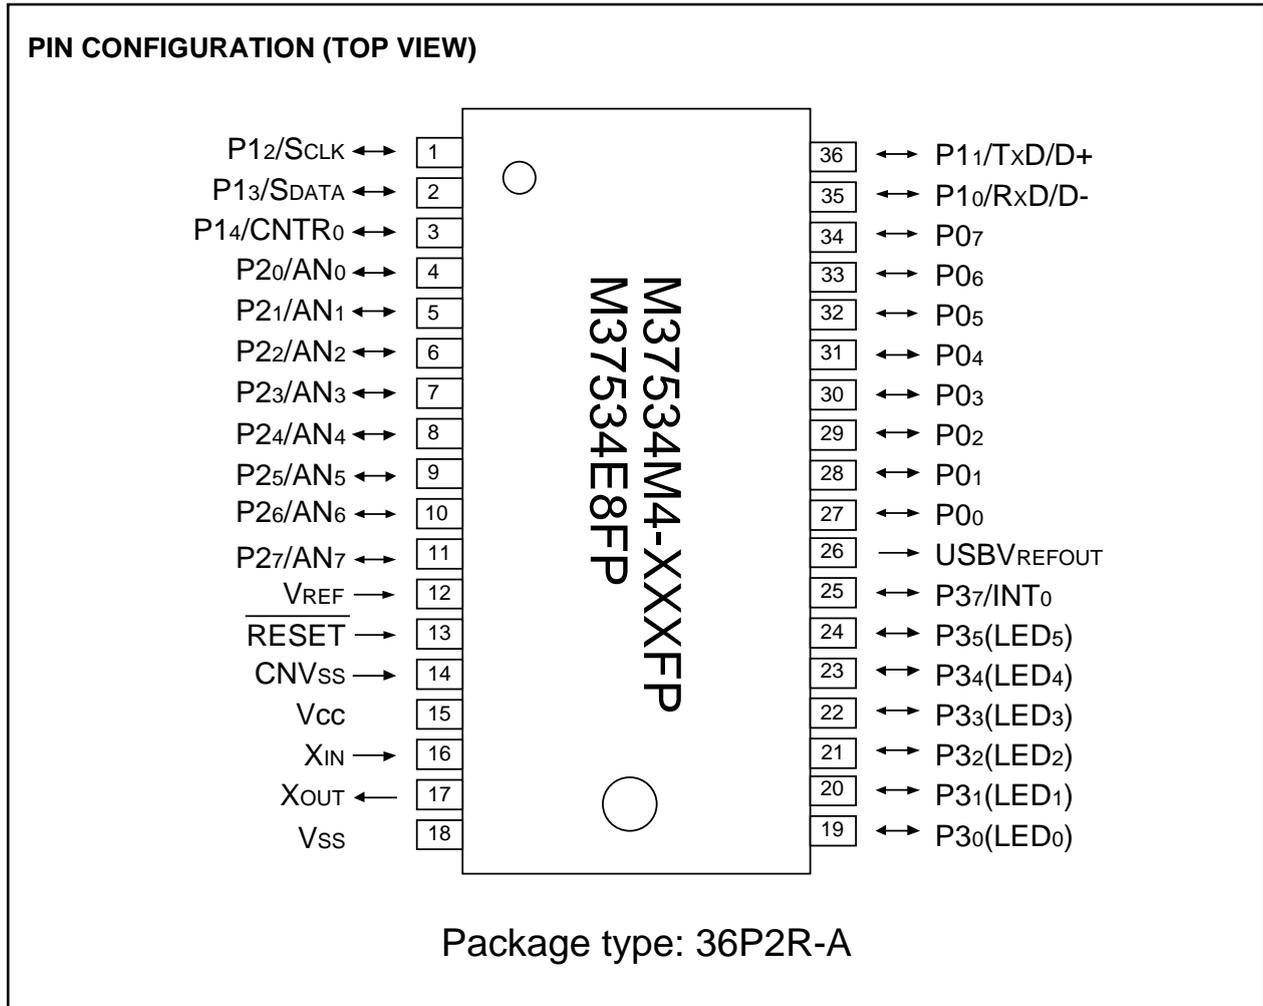 PIN CONFIGURATION (TOP VIEW)
P12/SCLK 1
P13/SDATA 2
P14/CNTR0 3
P20/AN0 4
P21/AN1 5
P22/AN2 6
P23/AN3 7
P24/AN4 8
P25/AN5 9
P26/AN6 10
P27/AN7 11
VREF 12
RESET 13
CNVSS 14
Vcc 15
XIN 16
XOUT 17
VSS 18
M37534M4-XXXFP
M37534E8FP
36 P11/TXD/D+
35 P10/RXD/D-
34 P07
33 P06
32 P05
31 P04
30 P03
29 P02
28 P01
27 P00
26 USBVREFOUT
25 P37/INT0
24 P35(LED5)
23 P34(LED4)
22 P33(LED3)
21 P32(LED2)
20 P31(LED1)
19 P30(LED0)
Package type: 36P2R-A